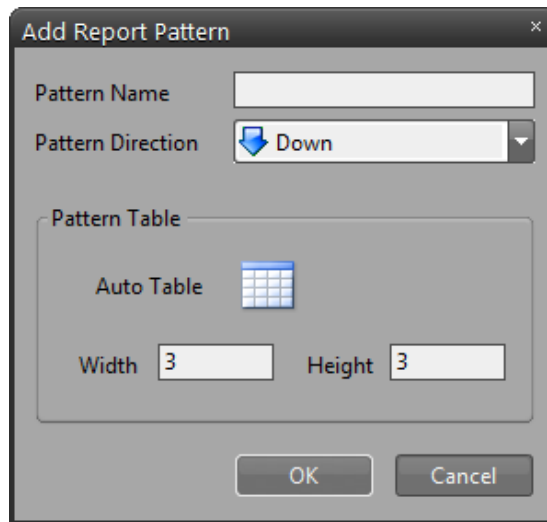 Add Report Pattern
Pattern Name
Pattern Direction Down
Pattern Table
Auto Table
Width 3 Height 3
OK Cancel